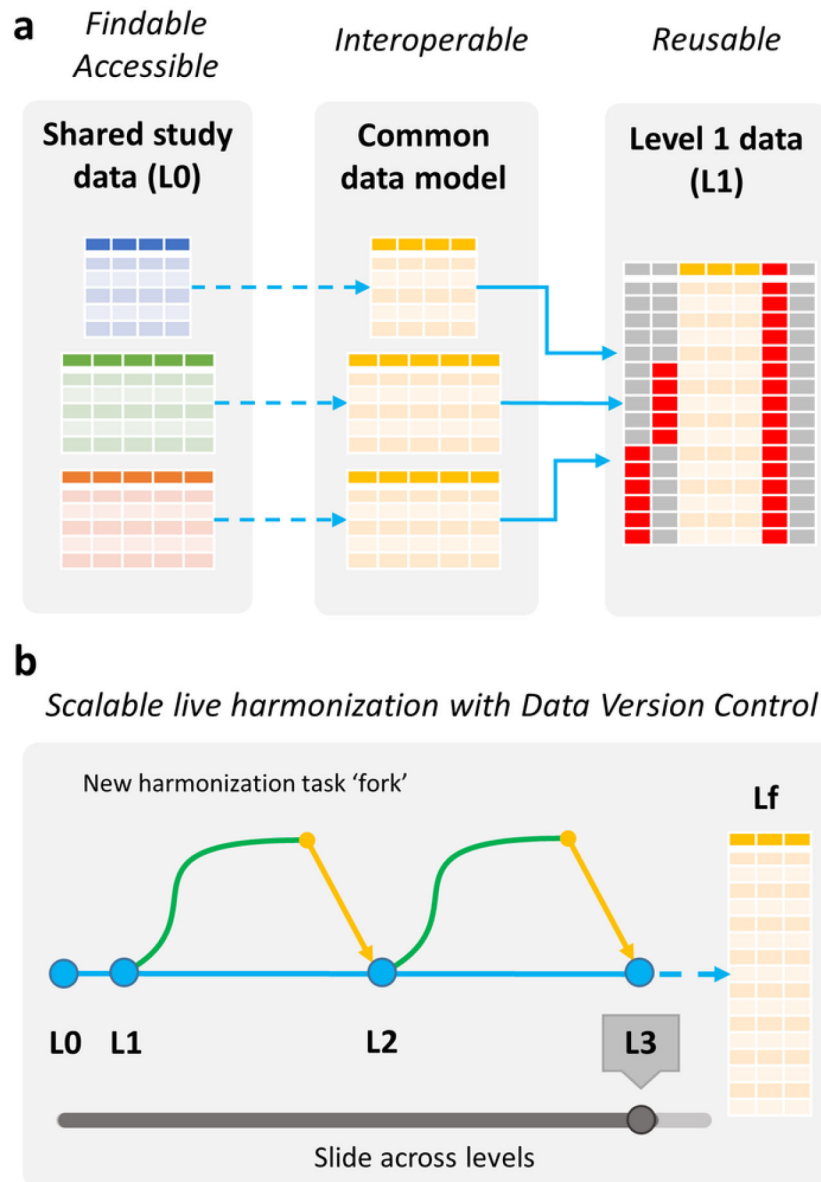 a
Findable
Accessible
Interoperable
Reusable
Shared study
data (L0)
Common
data model
Level 1 data
(L1)
b
Scalable live harmonization with Data Version Control
New harmonization task ‘fork’
Lf
L0
L1
L2
L3
Slide across levels